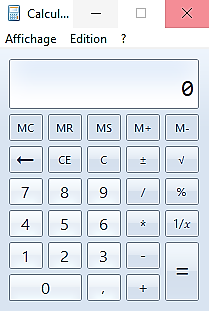 Calcul...
Affichage Edition ?
0
MC MR MS M+ M-
← CE C ± √
7 8 9 / %
4 5 6 * 1/x
1 2 3 - =
0 , +